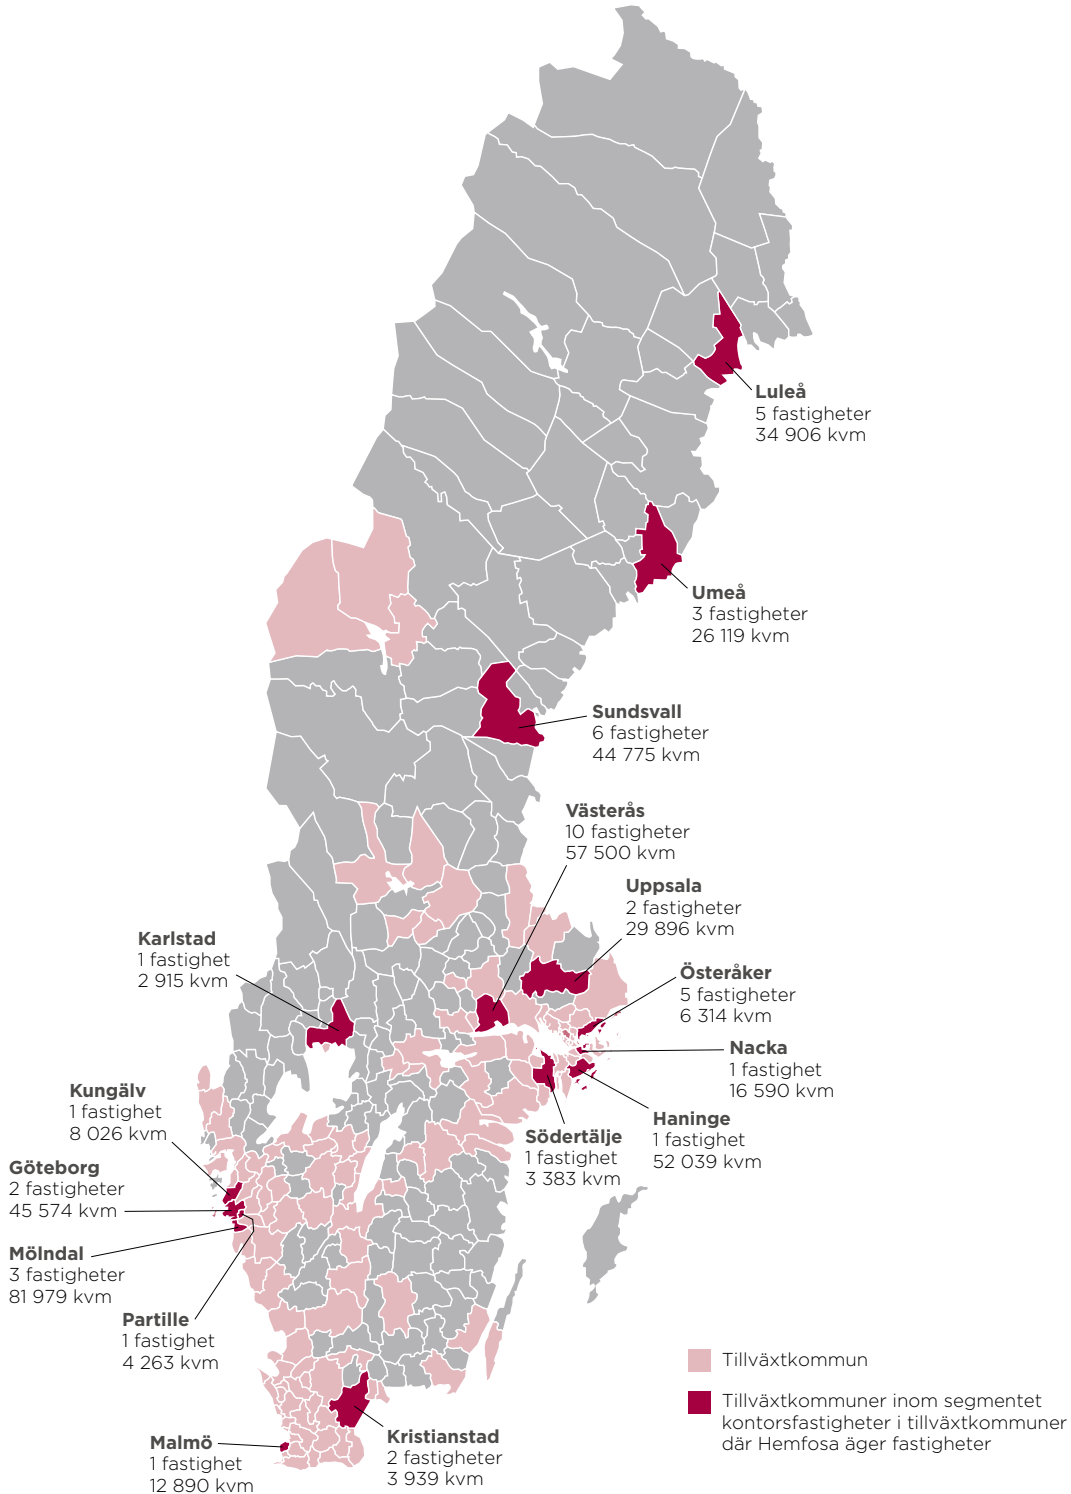 Luleå
5 fastigheter
34 906 kvm
Umeå
3 fastigheter
26 119 kvm
Sundsvall
6 fastigheter
44 775 kvm
Västerås
10 fastigheter
57 500 kvm
Uppsala
2 fastigheter
29 896 kvm
Karlstad
1 fastighet
2 915 kvm
Österåker
5 fastigheter
6 314 kvm
Nacka
1 fastighet
16 590 kvm
Kungälv
1 fastighet
8 026 kvm
Haninge
1 fastighet
52 039 kvm
Södertälje
1 fastighet
3 383 kvm
Göteborg
2 fastigheter
45 574 kvm
Mölndal
3 fastigheter
81 979 kvm
Partille
1 fastighet
4 263 kvm
Tillväxtkommun
Tillväxtkommuner inom segmentet
kontorsfastigheter i tillväxtkommuner
där Hemfosa äger fastigheter
Kristianstad
2 fastigheter
3 939 kvm
Malmö
1 fastighet
12 890 kvm